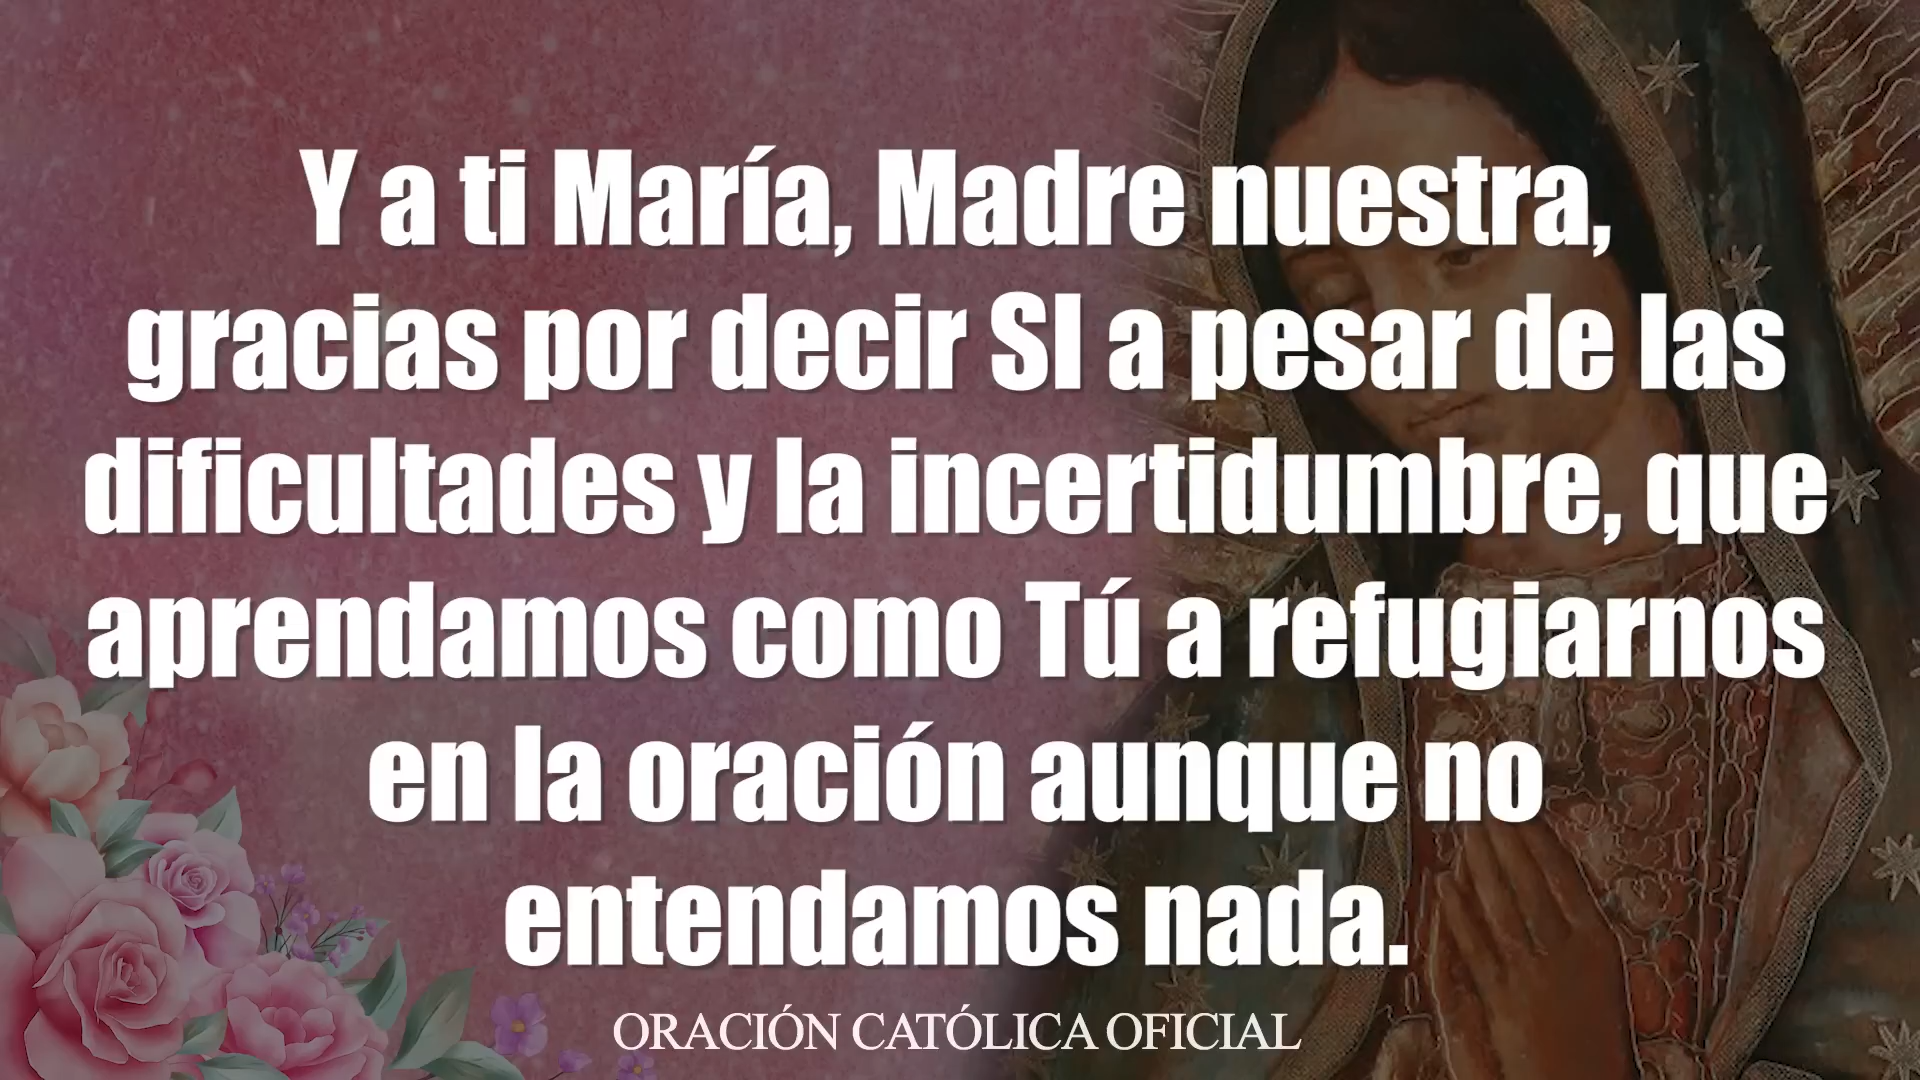 Y a ti María, Madre nuestra,
gracias por decir SI a pesar de las
dificultades y la incertidumbre, que
aprendamos como Tú a refugiarnos
en la oración aunque no
entendamos nada.
ORACIÓN CATÓLICA OFICIAL